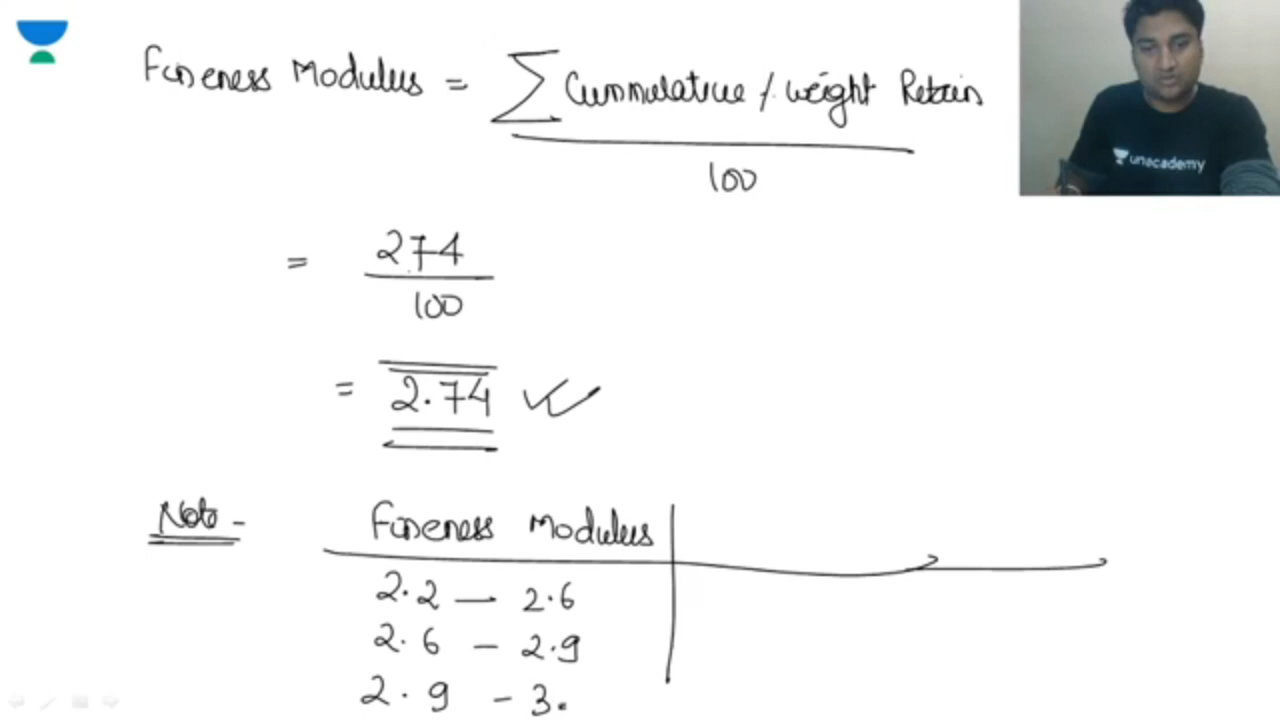 Fineness Modulus = ∑ Cummulative % weight Retain
100
unacademy
= 274
100
= 2.74
Note -
Fineness Modulus
2.2 — 2.6
2.6 - 2.9
2.9 - 3.